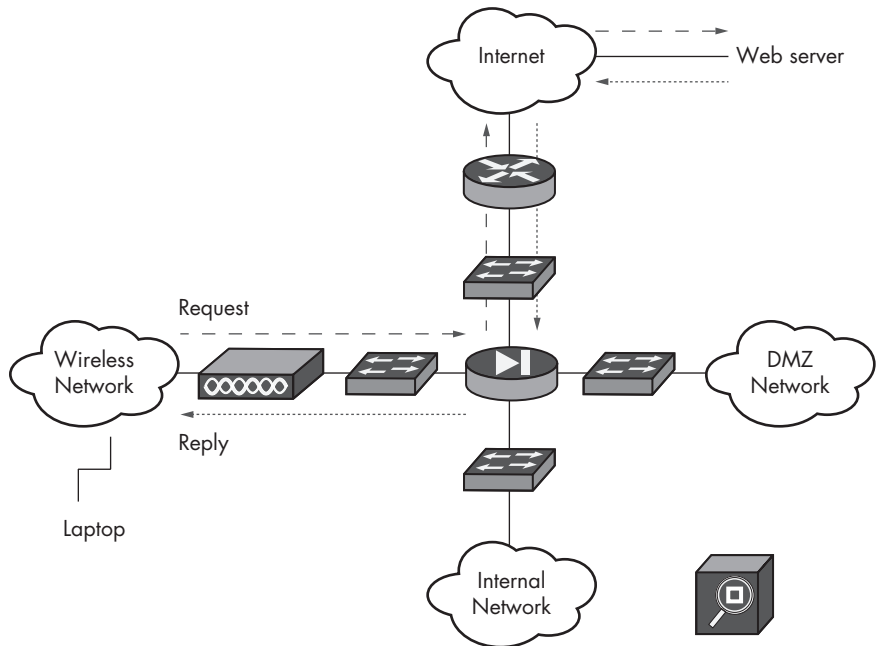 Internet
Web server
Request
Wireless
Network
DMZ
Network
Reply
Laptop
Internal
Network